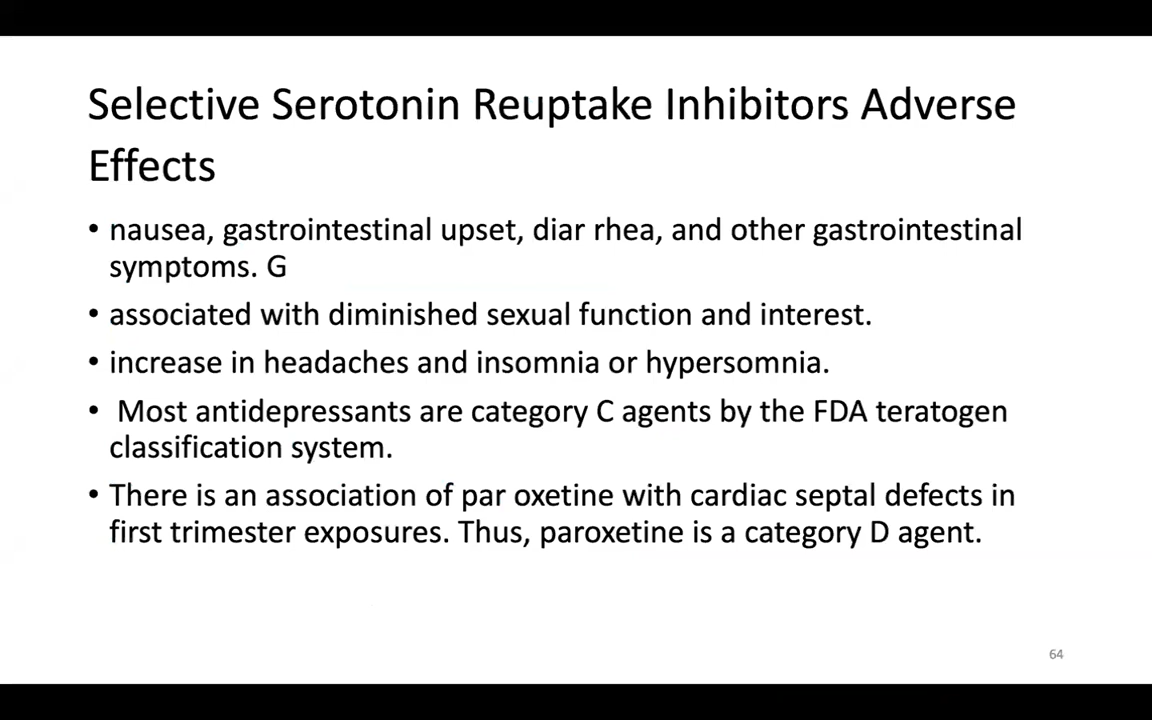 Selective Serotonin Reuptake Inhibitors Adverse
Effects
• nausea, gastrointestinal upset, diar rhea, and other gastrointestinal
symptoms. G
• associated with diminished sexual function and interest.
• increase in headaches and insomnia or hypersomnia.
• Most antidepressants are category C agents by the FDA teratogen
classification system.
• There is an association of par oxetine with cardiac septal defects in
first trimester exposures. Thus, paroxetine is a category D agent.
64